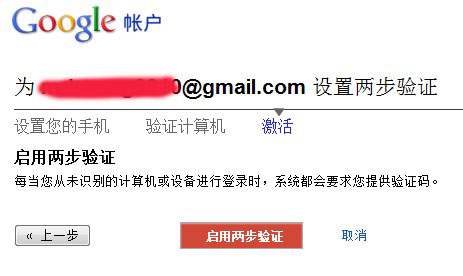 Google 帐户
为 @gmail.com 设置两步验证
设置您的手机 验证计算机 激活
启用两步验证
每当您从未识别的计算机或设备进行登录时，系统都会要求您提供验证码。
« 上一步 启用两步验证 取消